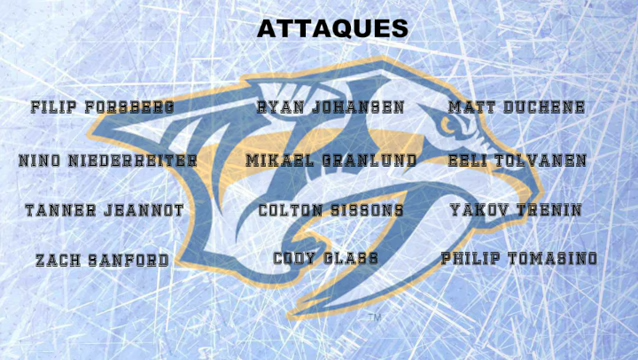 ATTAQUES
FILIP FORSBERG RYAN JOHANSEN MATT DUCHENE
NINO NIEDERREITER MIKAEL GRANLUND EELI TOLVANEN
TANNER JEANNOT COLTON SISSONS YAKOV TRENIN
ZACH SANFORD CODY GLASS PHILIP TOMASINO
TM